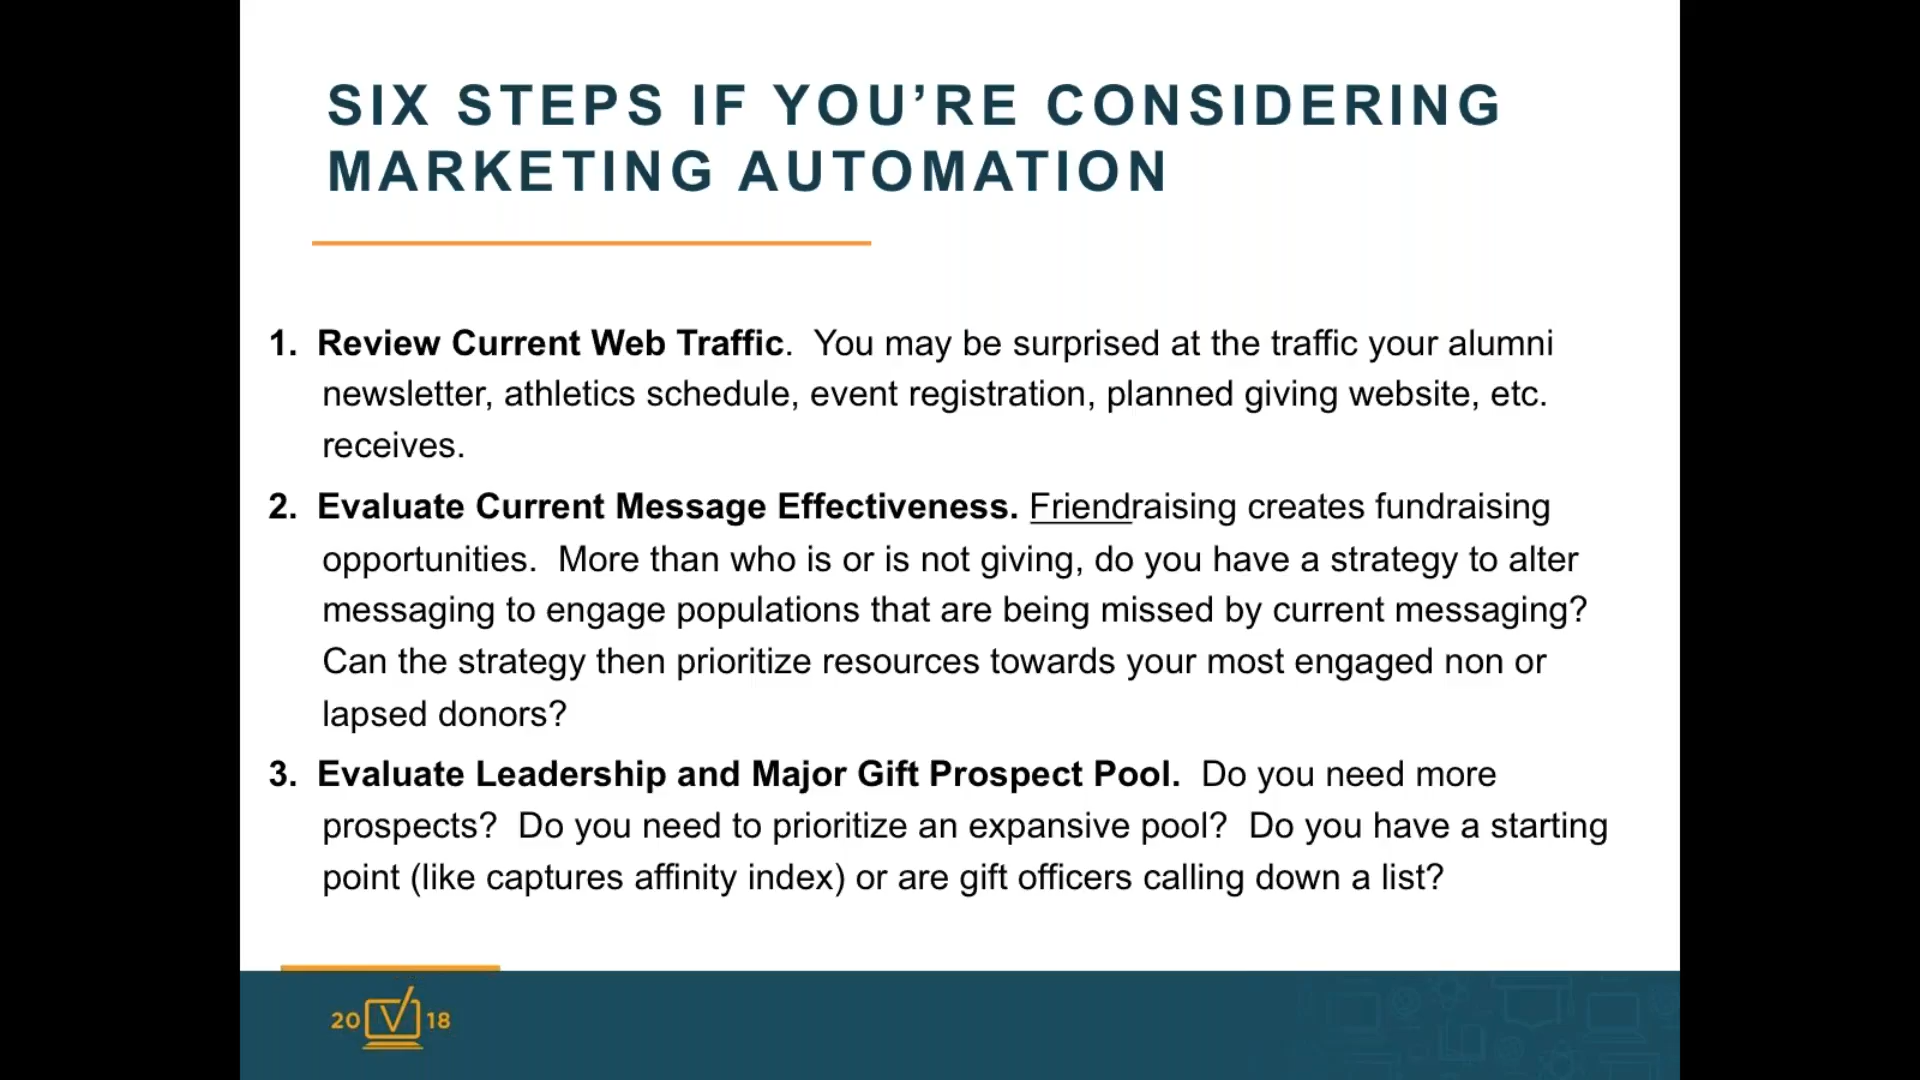 SIX STEPS IF YOU’RE CONSIDERING
MARKETING AUTOMATION
1. Review Current Web Traffic. You may be surprised at the traffic your alumni
newsletter, athletics schedule, event registration, planned giving website, etc.
receives.
2. Evaluate Current Message Effectiveness. Friendraising creates fundraising
opportunities. More than who is or is not giving, do you have a strategy to alter
messaging to engage populations that are being missed by current messaging?
Can the strategy then prioritize resources towards your most engaged non or
lapsed donors?
3. Evaluate Leadership and Major Gift Prospect Pool. Do you need more
prospects? Do you need to prioritize an expansive pool? Do you have a starting
point (like captures affinity index) or are gift officers calling down a list?
20 V 18